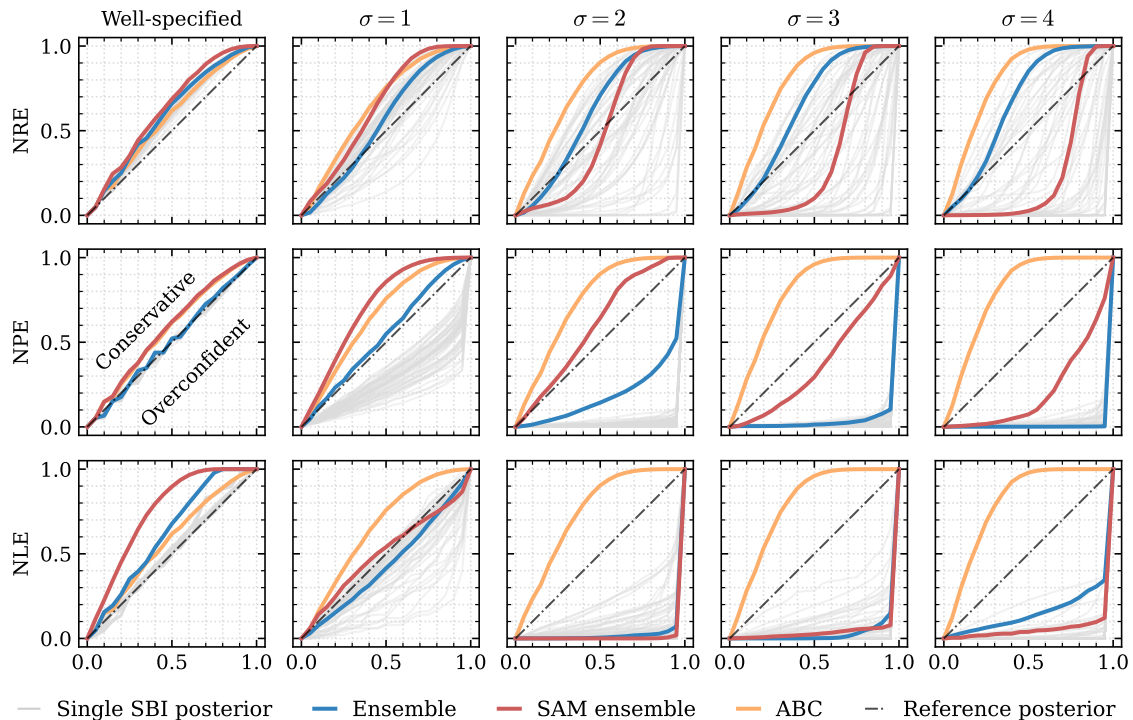 Well-specified σ = 1 σ = 2 σ = 3 σ = 4
NRE
1.0
0.5
0.0
NPE
1.0
0.5
0.0
Conservative
Overconfident
NLE
1.0
0.5
0.0
0.0 0.5 1.0 0.0 0.5 1.0 0.0 0.5 1.0 0.0 0.5 1.0 0.0 0.5 1.0
Single SBI posterior Ensemble SAM ensemble ABC Reference posterior